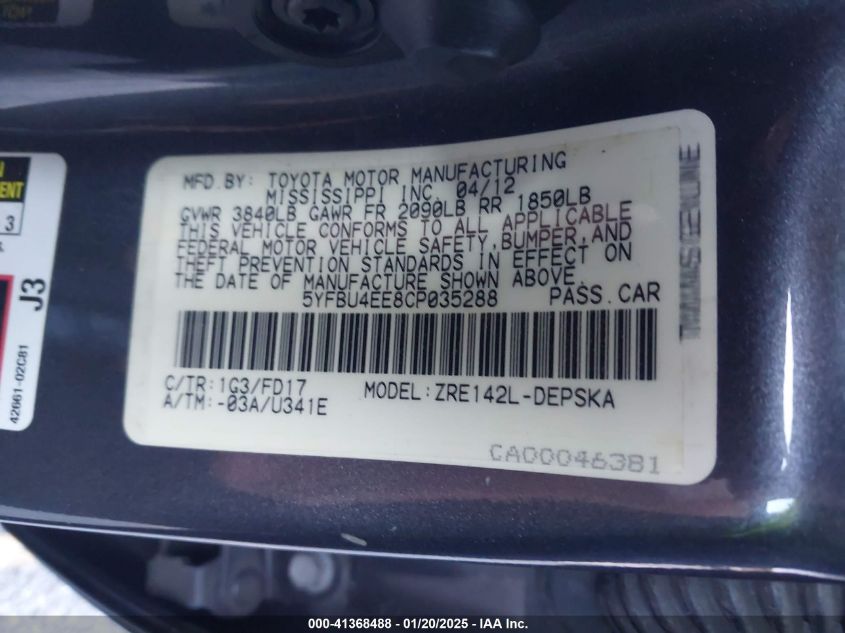 MFD.BY: TOYOTA MOTOR MANUFACTURING
MISSISSIPPI INC. 04/12
GVWR 3840LB GAWR FR 2090LB RR 1850LB
THIS VEHICLE CONFORMS TO ALL APPLICABLE
FEDERAL MOTOR VEHICLE SAFETY, BUMPER, AND
THEFT PREVENTION STANDARDS IN EFFECT ON
THE DATE OF MANUFACTURE SHOWN ABOVE.
5YFBU4EE8CP035288 PASS.CAR
C/TR:1G3/FD17 MODEL:ZRE142L-DEPSKA
A/TM:-03A/U341E
CA00046381
J3
42661-02C81
3
000-41368488 — 01/20/2025 — IAA Inc.